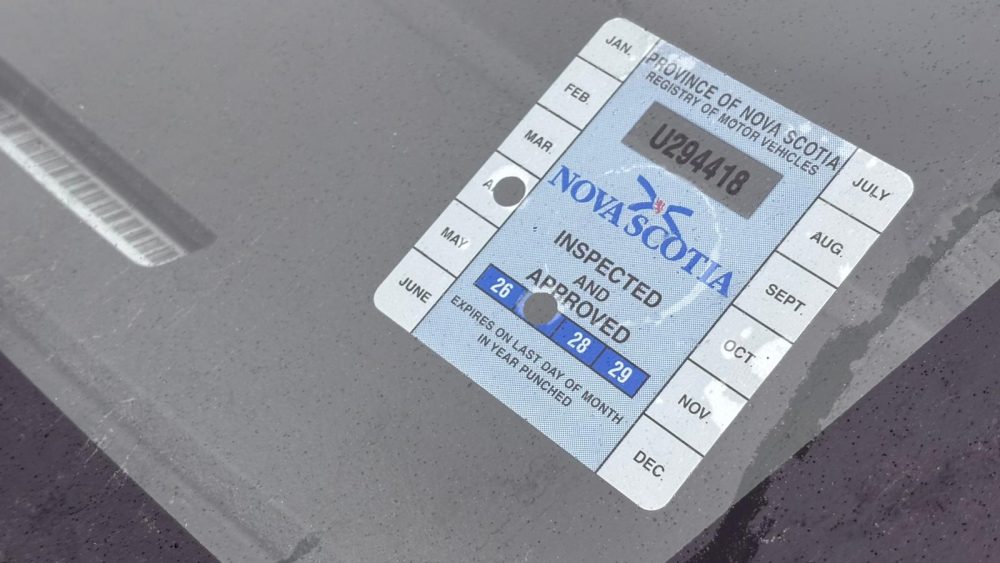 JAN.
FEB.
MAR.
A
MAY
JUNE
PROVINCE OF NOVA SCOTIA
REGISTRY OF MOTOR VEHICLES
U294418
NOVA SCOTIA
INSPECTED
AND
APPROVED
26 28 29
EXPIRES ON LAST DAY OF MONTH
IN YEAR PUNCHED
JULY
AUG.
SEPT.
OCT.
NOV.
DEC.